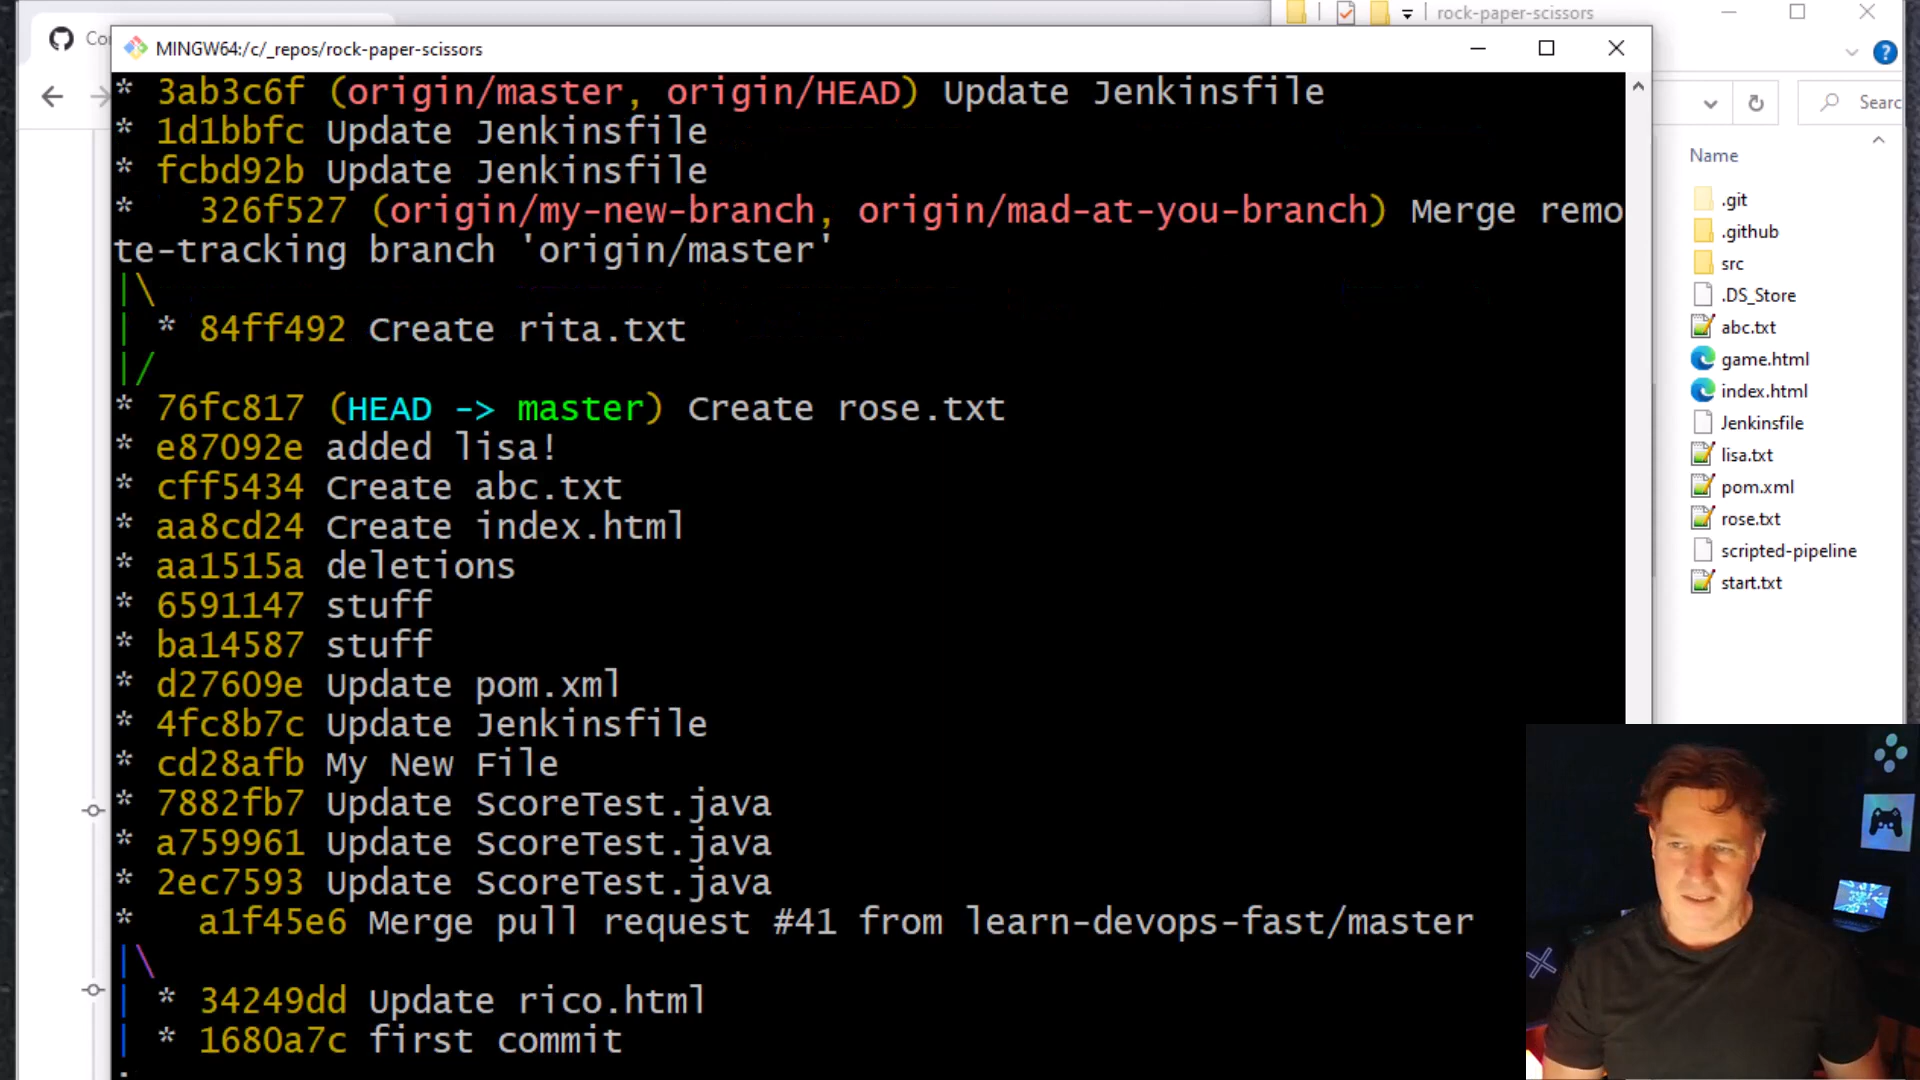 Co
MINGW64:/c/_repos/rock-paper-scissors
rock-paper-scissors
Searc
* 3ab3c6f (origin/master, origin/HEAD) Update Jenkinsfile
* 1d1bbfc Update Jenkinsfile
* fcbd92b Update Jenkinsfile
*   326f527 (origin/my-new-branch, origin/mad-at-you-branch) Merge remo
te-tracking branch 'origin/master'
|\
| * 84ff492 Create rita.txt
|/
* 76fc817 (HEAD -> master) Create rose.txt
* e87092e added lisa!
* cff5434 Create abc.txt
* aa8cd24 Create index.html
* aa1515a deletions
* 6591147 stuff
* ba14587 stuff
* d27609e Update pom.xml
* 4fc8b7c Update Jenkinsfile
* cd28afb My New File
* 7882fb7 Update ScoreTest.java
* a759961 Update ScoreTest.java
* 2ec7593 Update ScoreTest.java
*   a1f45e6 Merge pull request #41 from learn-devops-fast/master
|\
| * 34249dd Update rico.html
| * 1680a7c first commit
:
Name
.git
.github
src
.DS_Store
abc.txt
game.html
index.html
Jenkinsfile
lisa.txt
pom.xml
rose.txt
scripted-pipeline
start.txt